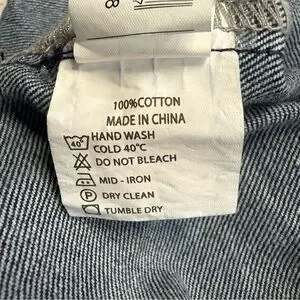 8
100%COTTON
MADE IN CHINA
40° HAND WASH
COLD 40°C
DO NOT BLEACH
MID - IRON
P DRY CLEAN
TUMBLE DRY